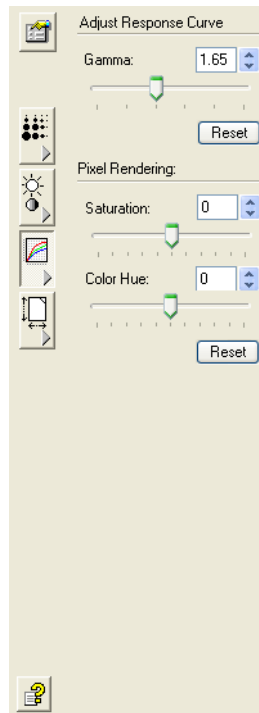 Adjust Response Curve
Gamma: 1.65
Reset
Pixel Rendering:
Saturation: 0
Color Hue: 0
Reset